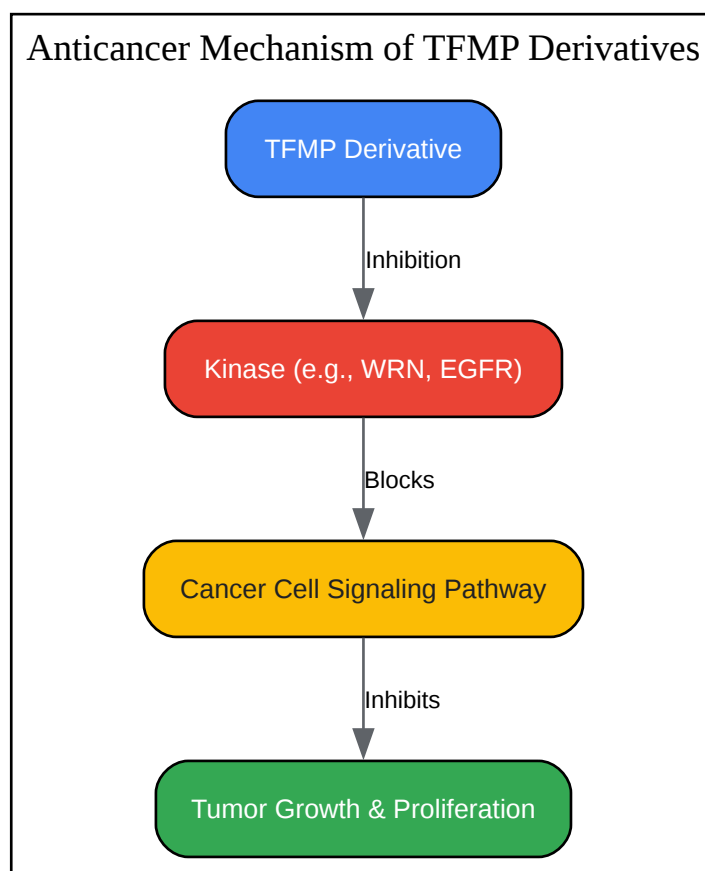 Anticancer Mechanism of TFMP Derivatives
TFMP Derivative
Inhibition
Kinase (e.g., WRN, EGFR)
Blocks
Cancer Cell Signaling Pathway
Inhibits
Tumor Growth & Proliferation